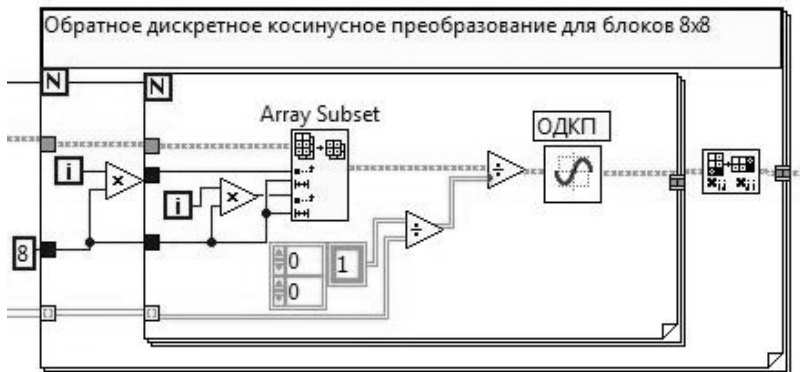 Обратное дискретное косинусное преобразование для блоков 8x8
N
N
Array Subset
ОДКП
i
x
i
x
÷
÷
8
0
1
0
x i,j x i,j